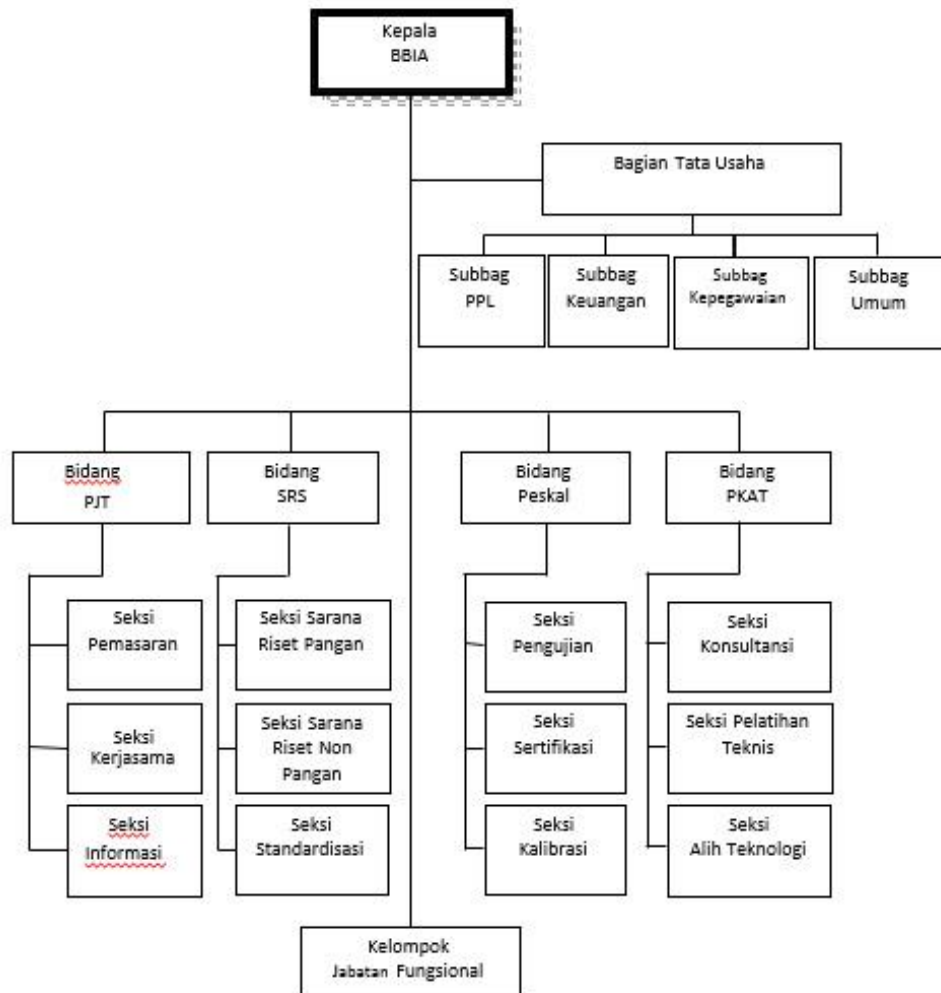 Kepala
BBIA
Bagian Tata Usaha
Subbag
PPL
Subbag
Keuangan
Subbag
Kepegawaian
Subbag
Umum
Bidang
PJT
Bidang
SRS
Bidang
Peskal
Bidang
PKAT
Seksi
Pemasaran
Seksi
Kerjasama
Seksi
Informasi
Seksi Sarana
Riset Pangan
Seksi Sarana
Riset Non
Pangan
Seksi
Standardisasi
Seksi
Pengujian
Seksi
Sertifikasi
Seksi
Kalibrasi
Seksi
Konsultansi
Seksi Pelatihan
Teknis
Seksi
Alih Teknologi
Kelompok
Jabatan Fungsional